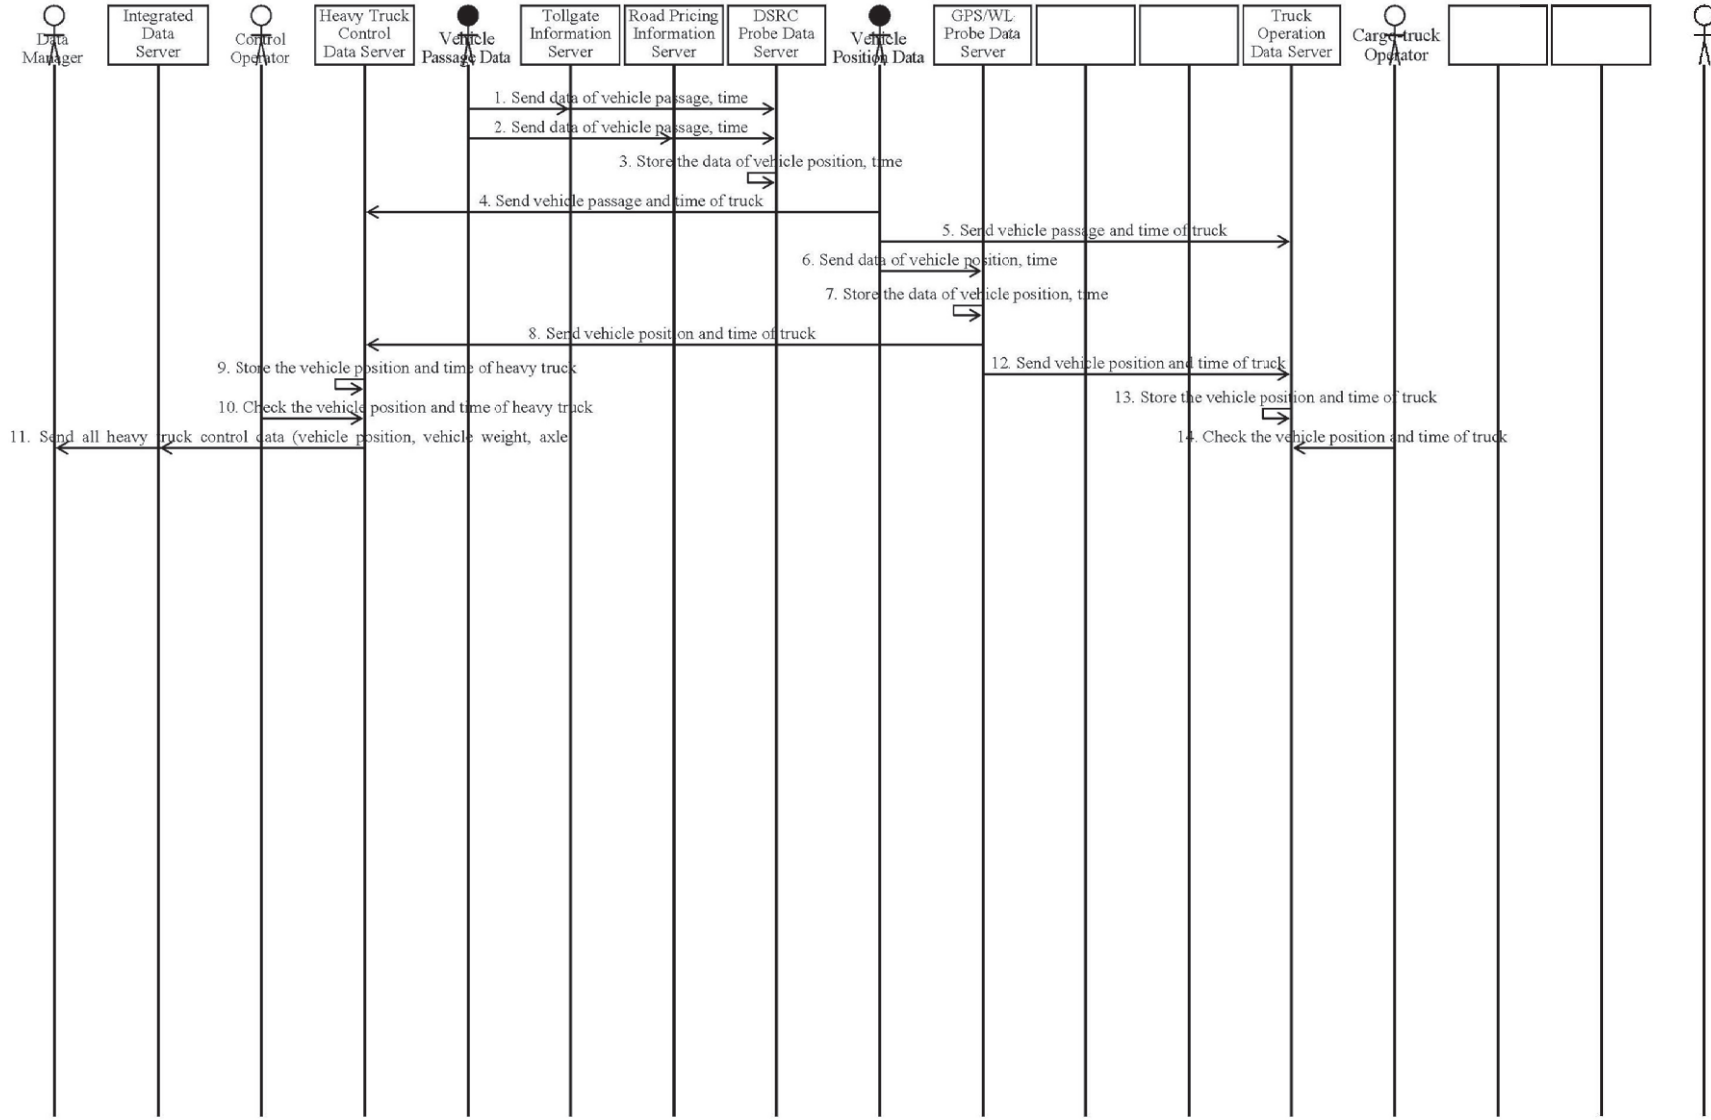 Data
Manager
Integrated
Data
Server
Control
Operator
Heavy Truck
Control
Data Server
Vehicle
Passage Data
Tollgate
Information
Server
Road Pricing
Information
Server
DSRC
Probe Data
Server
Vehicle
Position Data
GPS/WL
Probe Data
Server
Truck
Operation
Data Server
Cargo-truck
Operator
1. Send data of vehicle passage, time
2. Send data of vehicle passage, time
3. Store the data of vehicle position, time
4. Send vehicle passage and time of truck
5. Send vehicle passage and time of truck
6. Send data of vehicle position, time
7. Store the data of vehicle position, time
8. Send vehicle position and time of truck
9. Store the vehicle position and time of heavy truck
12. Send vehicle position and time of truck
10. Check the vehicle position and time of heavy truck
13. Store the vehicle position and time of truck
11. Send all heavy truck control data (vehicle position, vehicle weight, axle
14. Check the vehicle position and time of truck